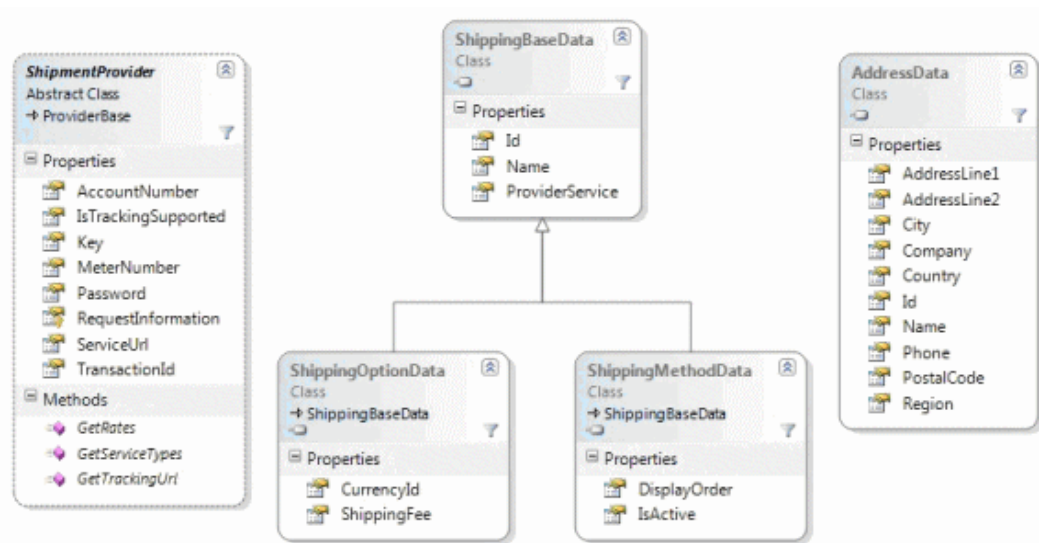 ShipmentProvider
Abstract Class
→ ProviderBase
Properties
AccountNumber
IsTrackingSupported
Key
MeterNumber
Password
RequestInformation
ServiceUrl
TransactionId
Methods
GetRates
GetServiceTypes
GetTrackingUrl
ShippingBaseData
Class
Properties
Id
Name
ProviderService
ShippingOptionData
Class
→ ShippingBaseData
Properties
CurrencyId
ShippingFee
ShippingMethodData
Class
→ ShippingBaseData
Properties
DisplayOrder
IsActive
AddressData
Class
Properties
AddressLine1
AddressLine2
City
Company
Country
Id
Name
Phone
PostalCode
Region